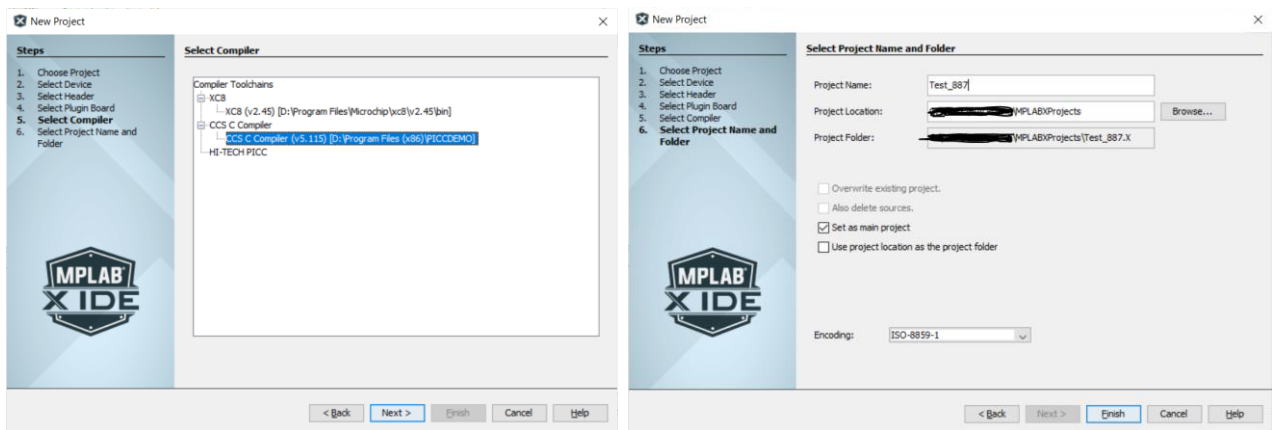 New Project
Steps
1. Choose Project
2. Select Device
3. Select Header
4. Select Plugin Board
5. Select Compiler
6. Select Project Name and
Folder
MPLAB
X IDE
Select Compiler
Compiler Toolchains
XC8
XC8 (v2.45) [D:\Program Files\Microchip\xc8\v2.45\bin]
CCS C Compiler
CCS C Compiler (v5.115) [D:\Program Files (x86)\PICCDEMO]
HI-TECH PICC
< Back Next > Finish Cancel Help
New Project
Steps
1. Choose Project
2. Select Device
3. Select Header
4. Select Plugin Board
5. Select Compiler
6. Select Project Name and
Folder
MPLAB
X IDE
Select Project Name and Folder
Project Name: Test_887
Project Location: \MPLABXProjects Browse...
Project Folder: \MPLABXProjects\Test_887.X
Overwrite existing project.
Also delete sources.
Set as main project
Use project location as the project folder
Encoding: ISO-8859-1
< Back Next > Finish Cancel Help